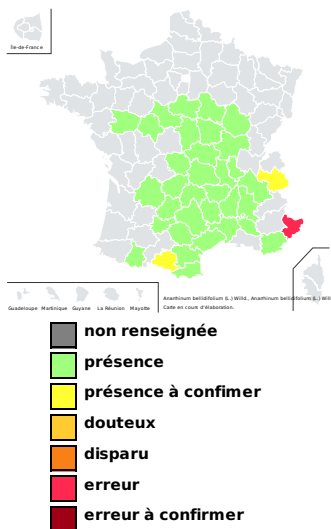 Île-de-France
Guadeloupe Martinique Guyane La Réunion Mayotte
Anarrhinum bellidifolium (L.) Willd., Anarrhinum bellidifolium (L.) Will
Carte en cours d'élaboration.
non renseignée
présence
présence à confimer
douteux
disparu
erreur
erreur à confirmer